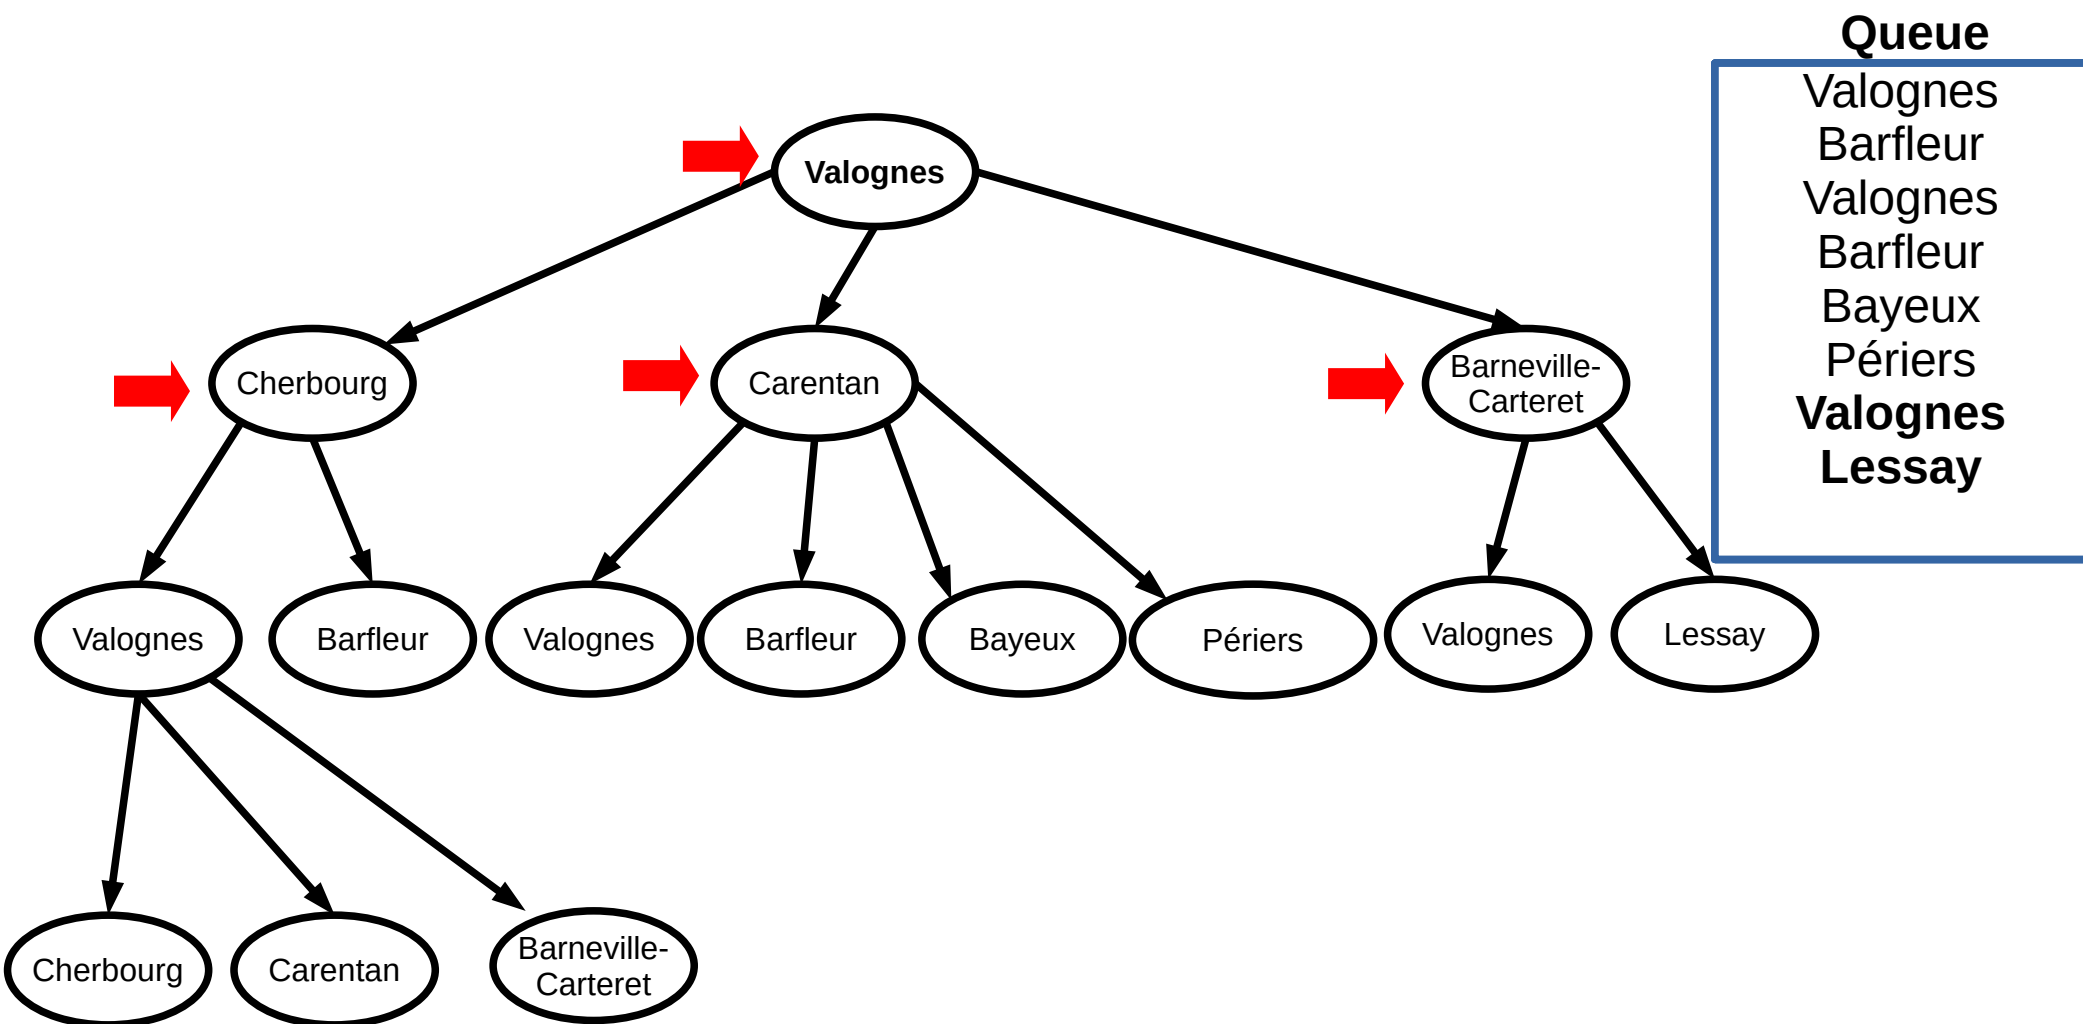 Queue
Valognes
Barfleur
Valognes
Barfleur
Bayeux
Périers
Valognes
Lessay
Valognes
Cherbourg
Carentan
Barneville-
Carteret
Valognes
Barfleur
Valognes
Barfleur
Bayeux
Périers
Valognes
Lessay
Cherbourg
Carentan
Barneville-
Carteret